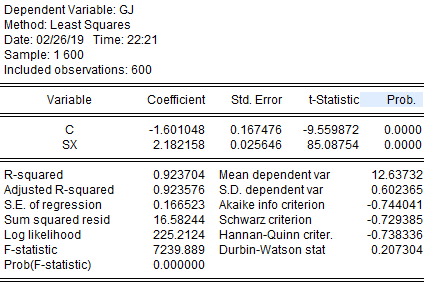 Dependent Variable: GJ
Method: Least Squares
Date: 02/26/19 Time: 22:21
Sample: 1 600
Included observations: 600
Variable Coefficient Std. Error t-Statistic Prob.
C -1.601048 0.167476 -9.559872 0.0000
SX 2.182158 0.025646 85.08754 0.0000
R-squared 0.923704 Mean dependent var 12.63732
Adjusted R-squared 0.923576 S.D. dependent var 0.602365
S.E. of regression 0.166523 Akaike info criterion -0.744041
Sum squared resid 16.58244 Schwarz criterion -0.729385
Log likelihood 225.2124 Hannan-Quinn criter. -0.738336
F-statistic 7239.889 Durbin-Watson stat 0.207304
Prob(F-statistic) 0.000000